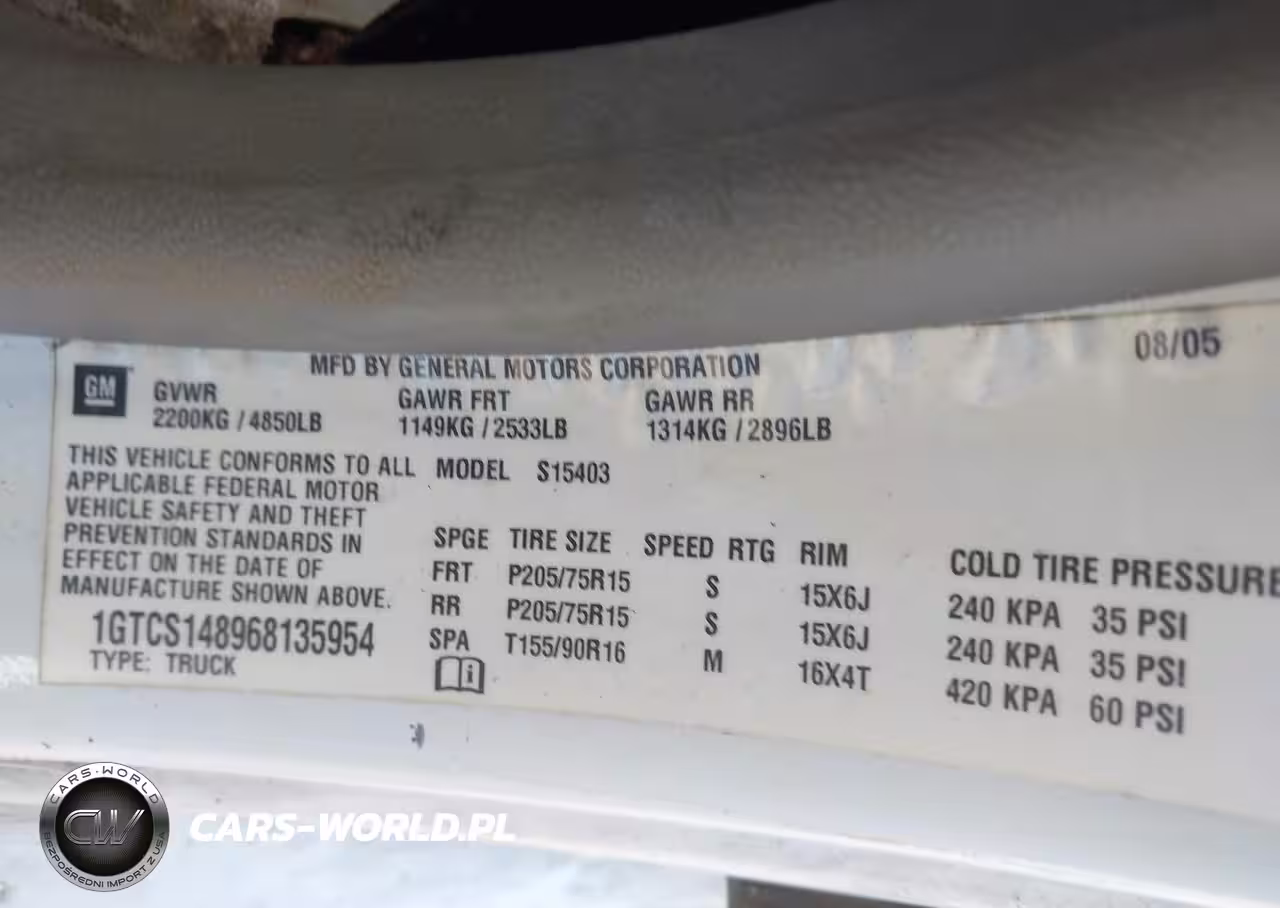 MFD BY GENERAL MOTORS CORPORATION
08/05
GM
GVWR GAWR FRT GAWR RR
2200KG / 4850LB 1149KG / 2533LB 1314KG / 2896LB
THIS VEHICLE CONFORMS TO ALL
APPLICABLE FEDERAL MOTOR
VEHICLE SAFETY AND THEFT
PREVENTION STANDARDS IN
EFFECT ON THE DATE OF
MANUFACTURE SHOWN ABOVE.
1GTCS148968135954
TYPE: TRUCK
MODEL S15403
SPGE TIRE SIZE SPEED RTG RIM COLD TIRE PRESSURE
FRT P205/75R15 S 15X6J 240 KPA 35 PSI
RR P205/75R15 S 15X6J 240 KPA 35 PSI
SPA T155/90R16 M 16X4T 420 KPA 60 PSI
CARS-WORLD
CW
BEZPOŚREDNI IMPORT Z USA
CARS-WORLD.PL